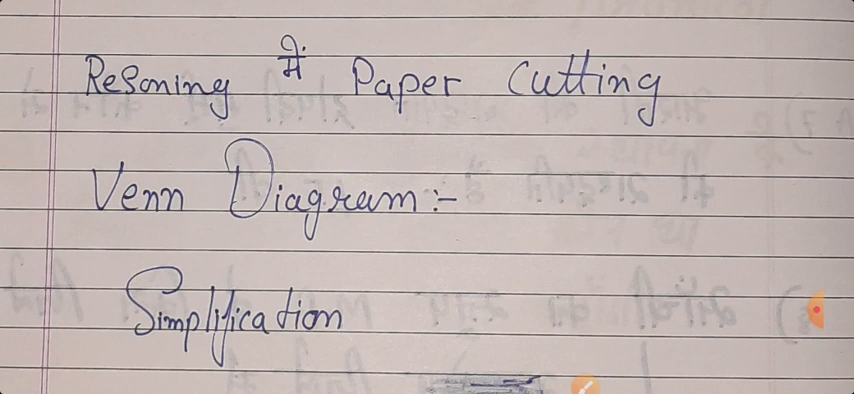 Resoning में Paper Cutting
Venn Diagram:-
Simplification